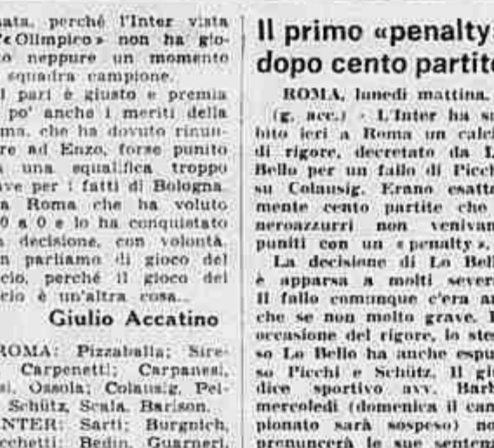 nata, perché l'Inter vista
«Olimpico» non ha gio-
o neppure un momento
squadra campione.
l pari è giusto e premia
po' anche i meriti della
ma, che ha dovuto rinun-
re ad Enzo, forse punito
una squalifica troppo
ve per i fatti di Bologna.
a Roma che ha voluto
0 a 0 e lo ha conquistato
decisione, con volontà.
n parliamo di gioco del
cio, perché il gioco del
cio è un'altra cosa...
Giulio Accatino
ROMA: Pizzaballa; Sire-
Carpenetti; Carpanesi,
si, Ossola; Colausig, Pel-
Schütz, Scala, Barison.
INTER: Sarti; Burgnich,
cchetti; Bedin, Guarneri,
Il primo «penalty»
dopo cento partite
ROMA, lunedì mattina.
(g. acc.) - L'Inter ha su-
bito ieri a Roma un calci
di rigore, decretato da L
Bello per un fallo di Picch
su Colausig. Erano esatta
mente cento partite che
neroazzurri non venivan
puniti con un «penalty».
La decisione di Lo Bell
è apparsa a molti sever
Il fallo comunque c'era an
che se non molto grave. I
occasione del rigore, lo stes
so Lo Bello ha anche espu
so Picchi e Schütz. Il giu
dice sportivo avv. Barb
mercoledì (domenica il cam
pionato sarà sospeso) no
pronuncerà le sue senten